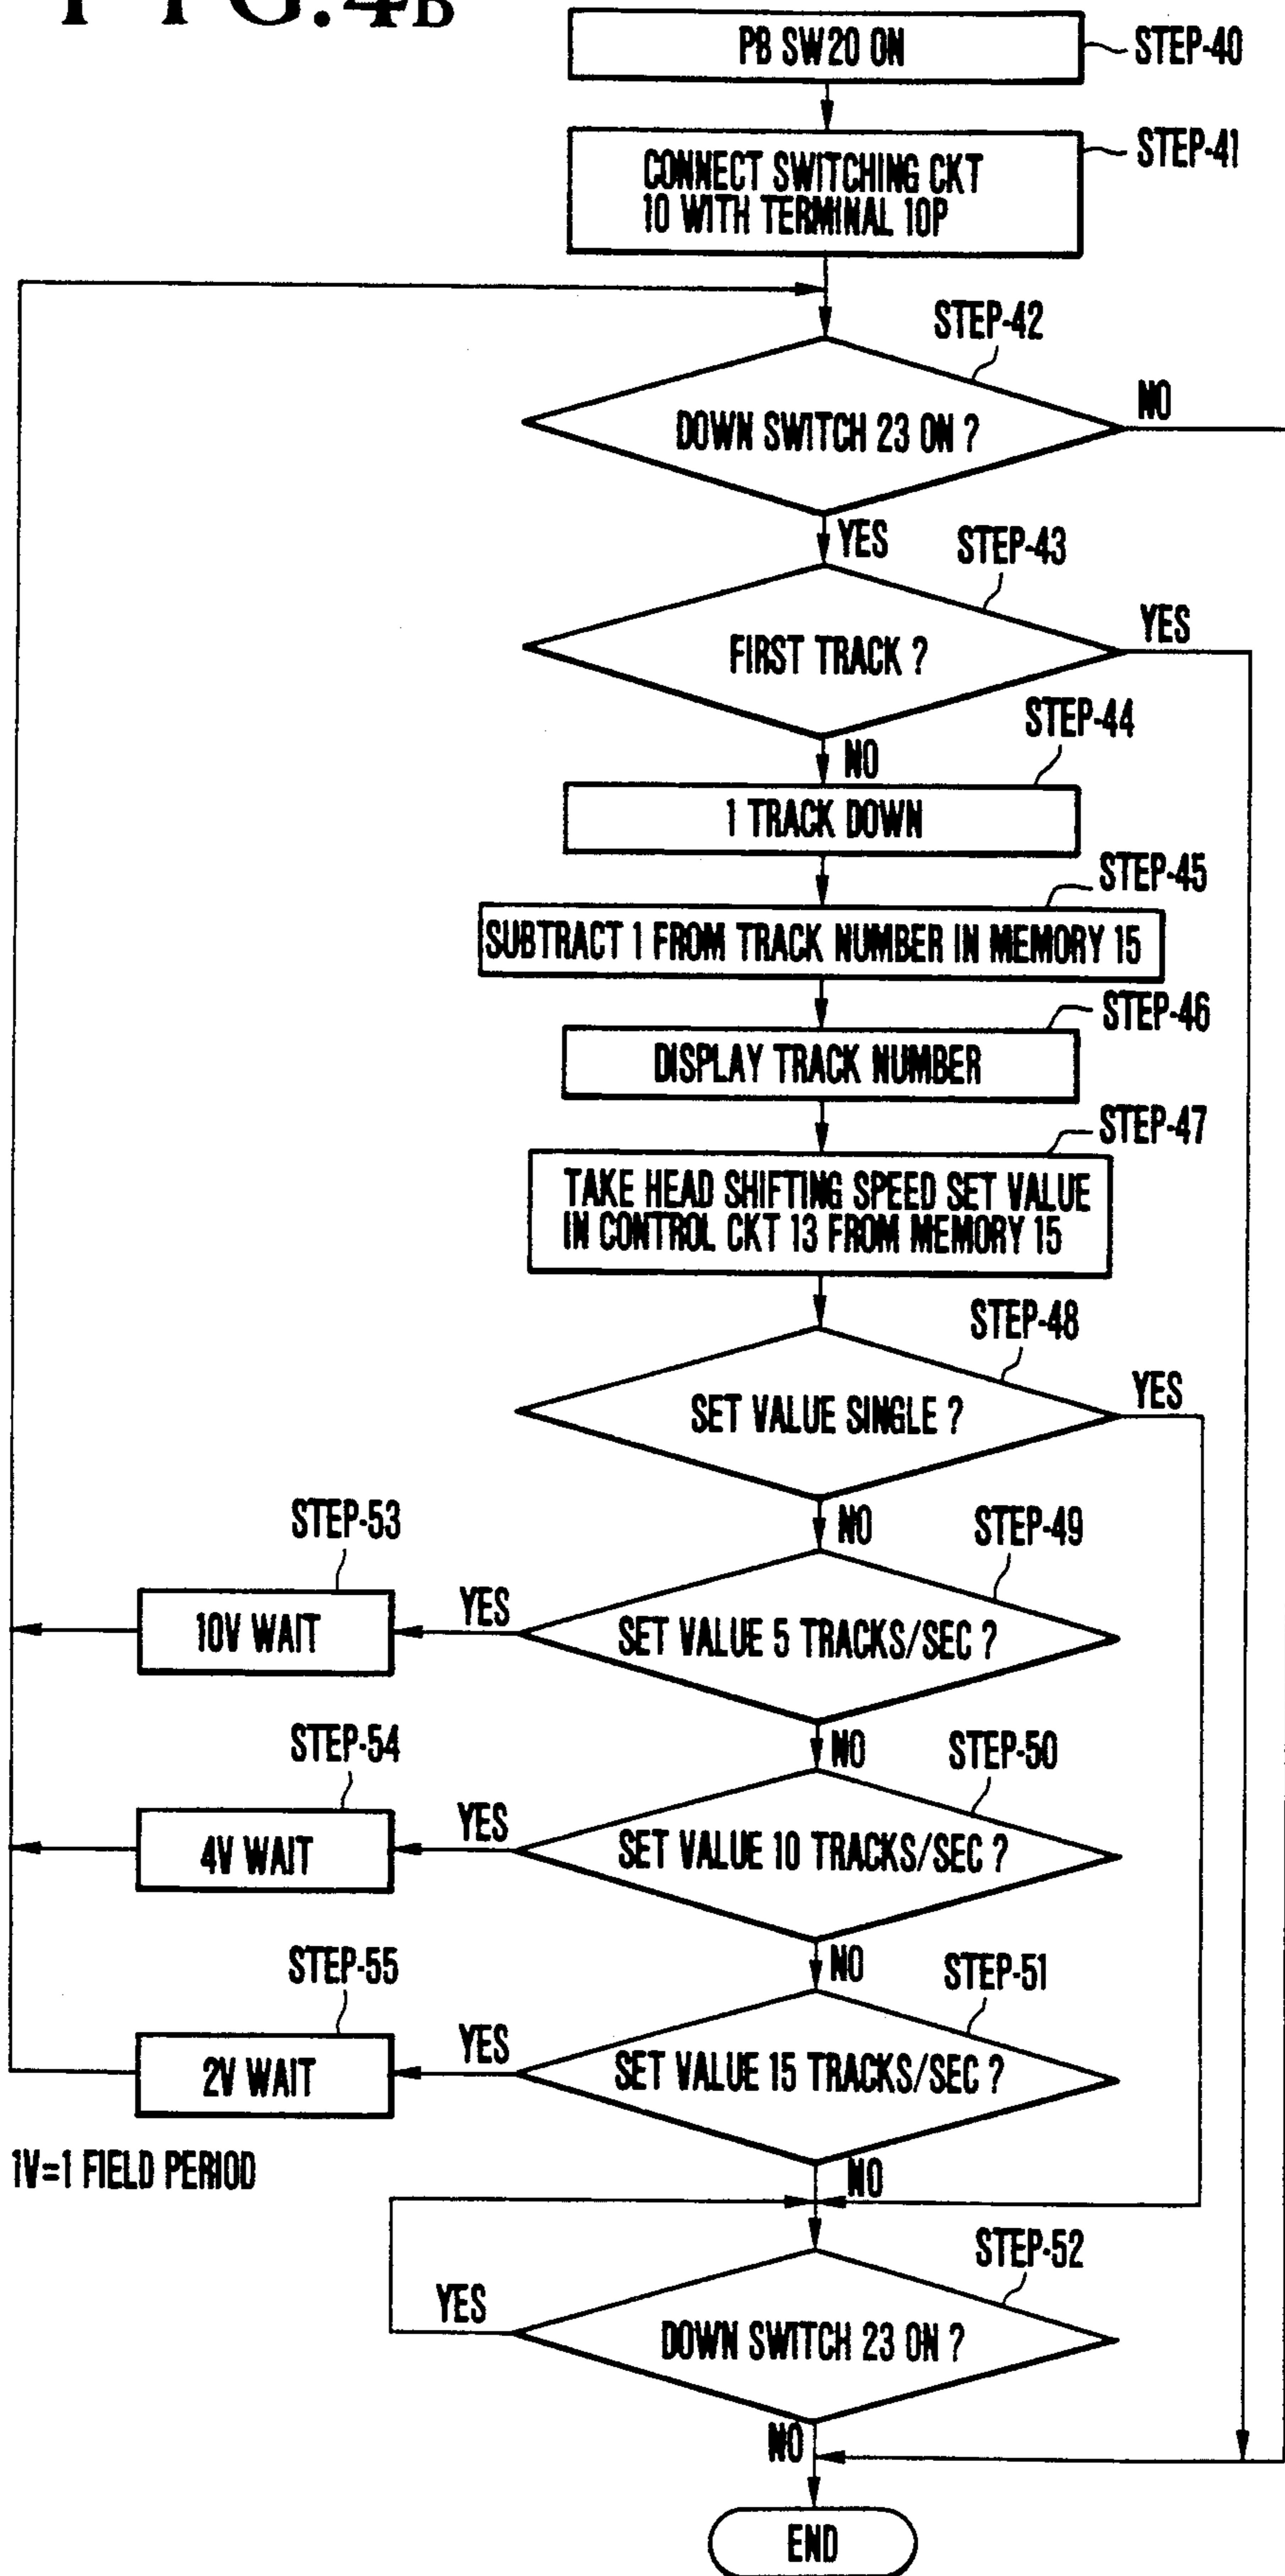 FIG.4B
PB SW20 ON
STEP-40
CONNECT SWITCHING CKT
10 WITH TERMINAL 10P
STEP-41
STEP-42
DOWN SWITCH 23 ON ?
NO
YES
STEP-43
FIRST TRACK ?
YES
NO
STEP-44
1 TRACK DOWN
STEP-45
SUBTRACT 1 FROM TRACK NUMBER IN MEMORY 15
STEP-46
DISPLAY TRACK NUMBER
STEP-47
TAKE HEAD SHIFTING SPEED SET VALUE
IN CONTROL CKT 13 FROM MEMORY 15
STEP-48
SET VALUE SINGLE ?
YES
NO
STEP-49
SET VALUE 5 TRACKS/SEC ?
YES
STEP-53
10V WAIT
NO
STEP-50
SET VALUE 10 TRACKS/SEC ?
YES
STEP-54
4V WAIT
NO
STEP-51
SET VALUE 15 TRACKS/SEC ?
YES
STEP-55
2V WAIT
1V=1 FIELD PERIOD
NO
STEP-52
DOWN SWITCH 23 ON ?
YES
NO
END